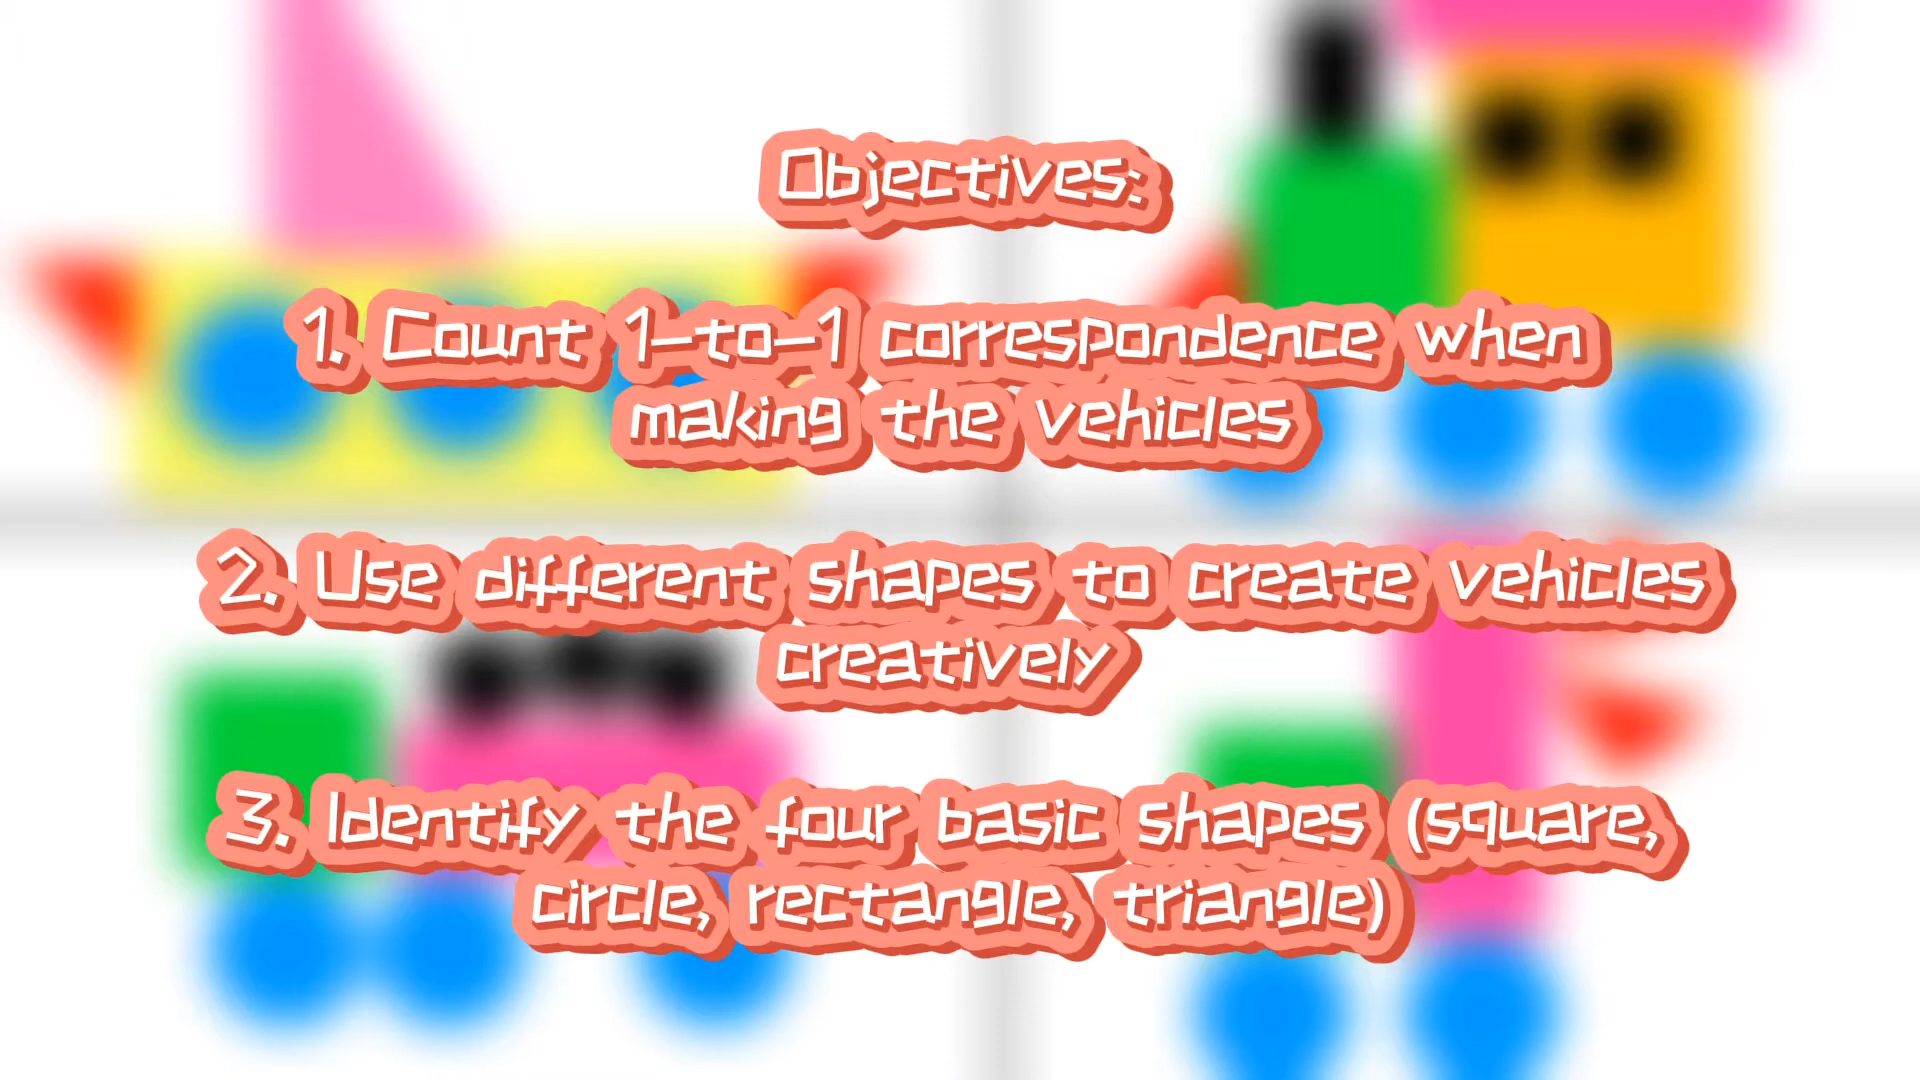 Objectives:
1. Count 1-to-1 correspondence when
making the vehicles
2. Use different shapes to create vehicles
creatively
3. Identify the four basic shapes (square,
circle, rectangle, triangle)